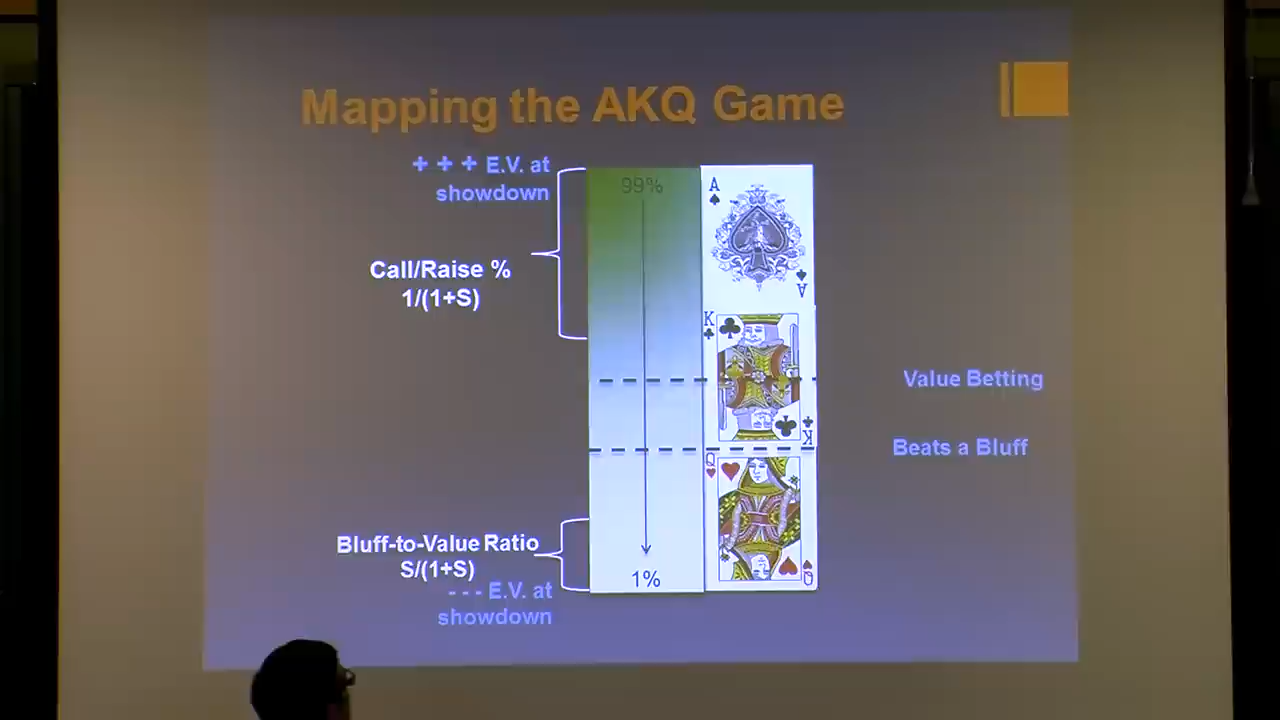 Mapping the AKQ Game
+ + + E.V. at
showdown
99%
A
A
Call/Raise %
1/(1+S)
K
Value Betting
K
Beats a Bluff
Q
Bluff-to-Value Ratio
S/(1+S)
1%
Q
- - - E.V. at
showdown